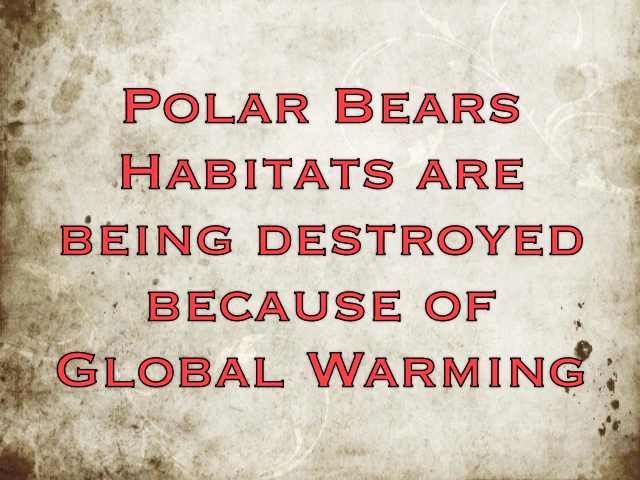 Polar Bears
Habitats are
being destroyed
because of
Global Warming